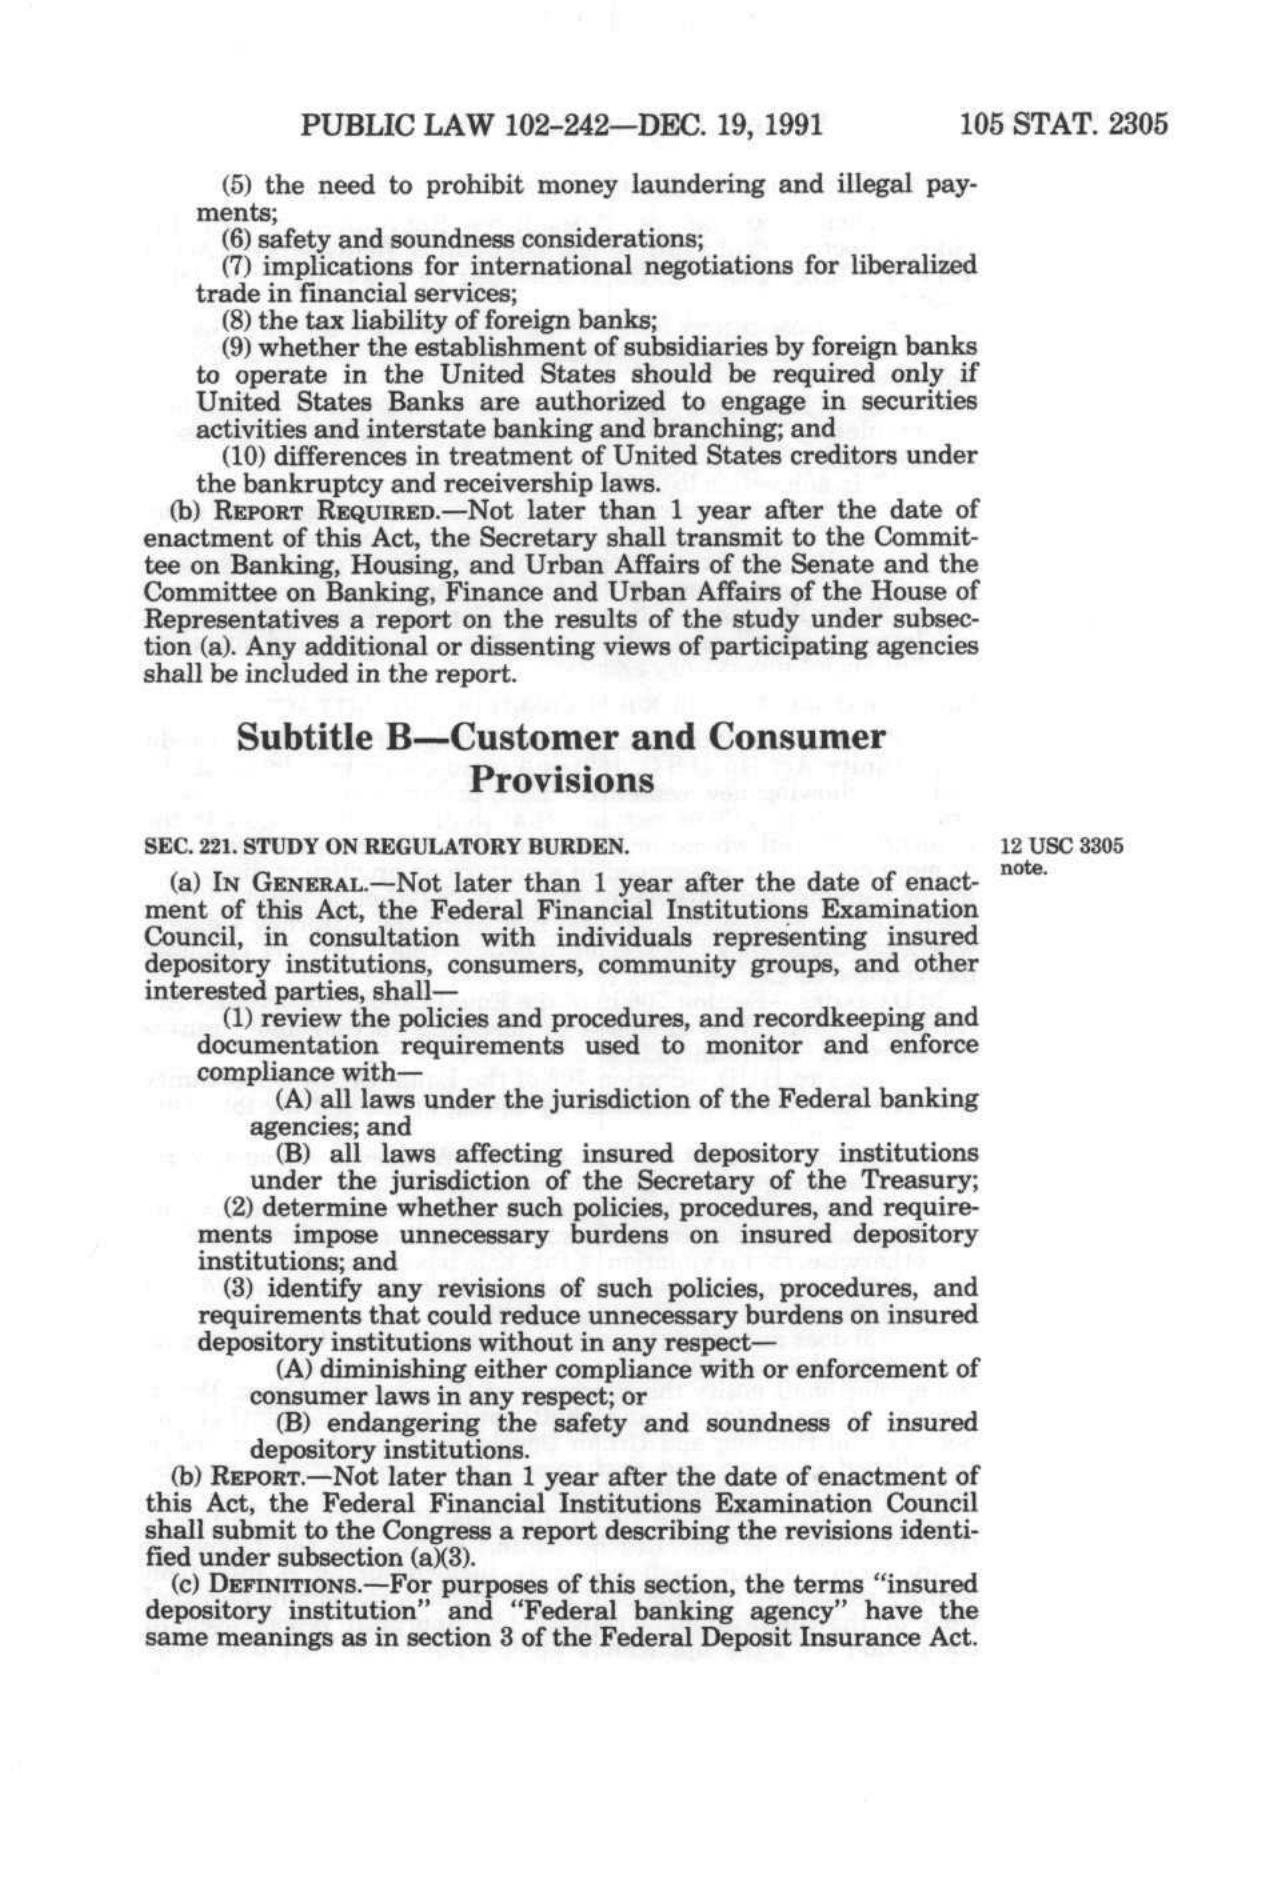 PUBLIC LAW 102-242—DEC. 19, 1991 105 STAT. 2305
(5) the need to prohibit money laundering and illegal pay-
ments;
(6) safety and soundness considerations;
(7) implications for international negotiations for liberalized
trade in financial services;
(8) the tax liability of foreign banks;
(9) whether the establishment of subsidiaries by foreign banks
to operate in the United States should be required only if
United States Banks are authorized to engage in securities
activities and interstate banking and branching; and
(10) differences in treatment of United States creditors under
the bankruptcy and receivership laws.
(b) REPORT REQUIRED.—Not later than 1 year after the date of
enactment of this Act, the Secretary shall transmit to the Commit-
tee on Banking, Housing, and Urban Affairs of the Senate and the
Committee on Banking, Finance and Urban Affairs of the House of
Representatives a report on the results of the study under subsec-
tion (a). Any additional or dissenting views of participating agencies
shall be included in the report.
Subtitle B—Customer and Consumer
Provisions
SEC. 221. STUDY ON REGULATORY BURDEN.
12 USC 3305
note.
(a) IN GENERAL.—Not later than 1 year after the date of enact-
ment of this Act, the Federal Financial Institutions Examination
Council, in consultation with individuals representing insured
depository institutions, consumers, community groups, and other
interested parties, shall—
(1) review the policies and procedures, and recordkeeping and
documentation requirements used to monitor and enforce
compliance with—
(A) all laws under the jurisdiction of the Federal banking
agencies; and
(B) all laws affecting insured depository institutions
under the jurisdiction of the Secretary of the Treasury;
(2) determine whether such policies, procedures, and require-
ments impose unnecessary burdens on insured depository
institutions; and
(3) identify any revisions of such policies, procedures, and
requirements that could reduce unnecessary burdens on insured
depository institutions without in any respect—
(A) diminishing either compliance with or enforcement of
consumer laws in any respect; or
(B) endangering the safety and soundness of insured
depository institutions.
(b) REPORT.—Not later than 1 year after the date of enactment of
this Act, the Federal Financial Institutions Examination Council
shall submit to the Congress a report describing the revisions identi-
fied under subsection (a)(3).
(c) DEFINITIONS.—For purposes of this section, the terms “insured
depository institution” and “Federal banking agency” have the
same meanings as in section 3 of the Federal Deposit Insurance Act.